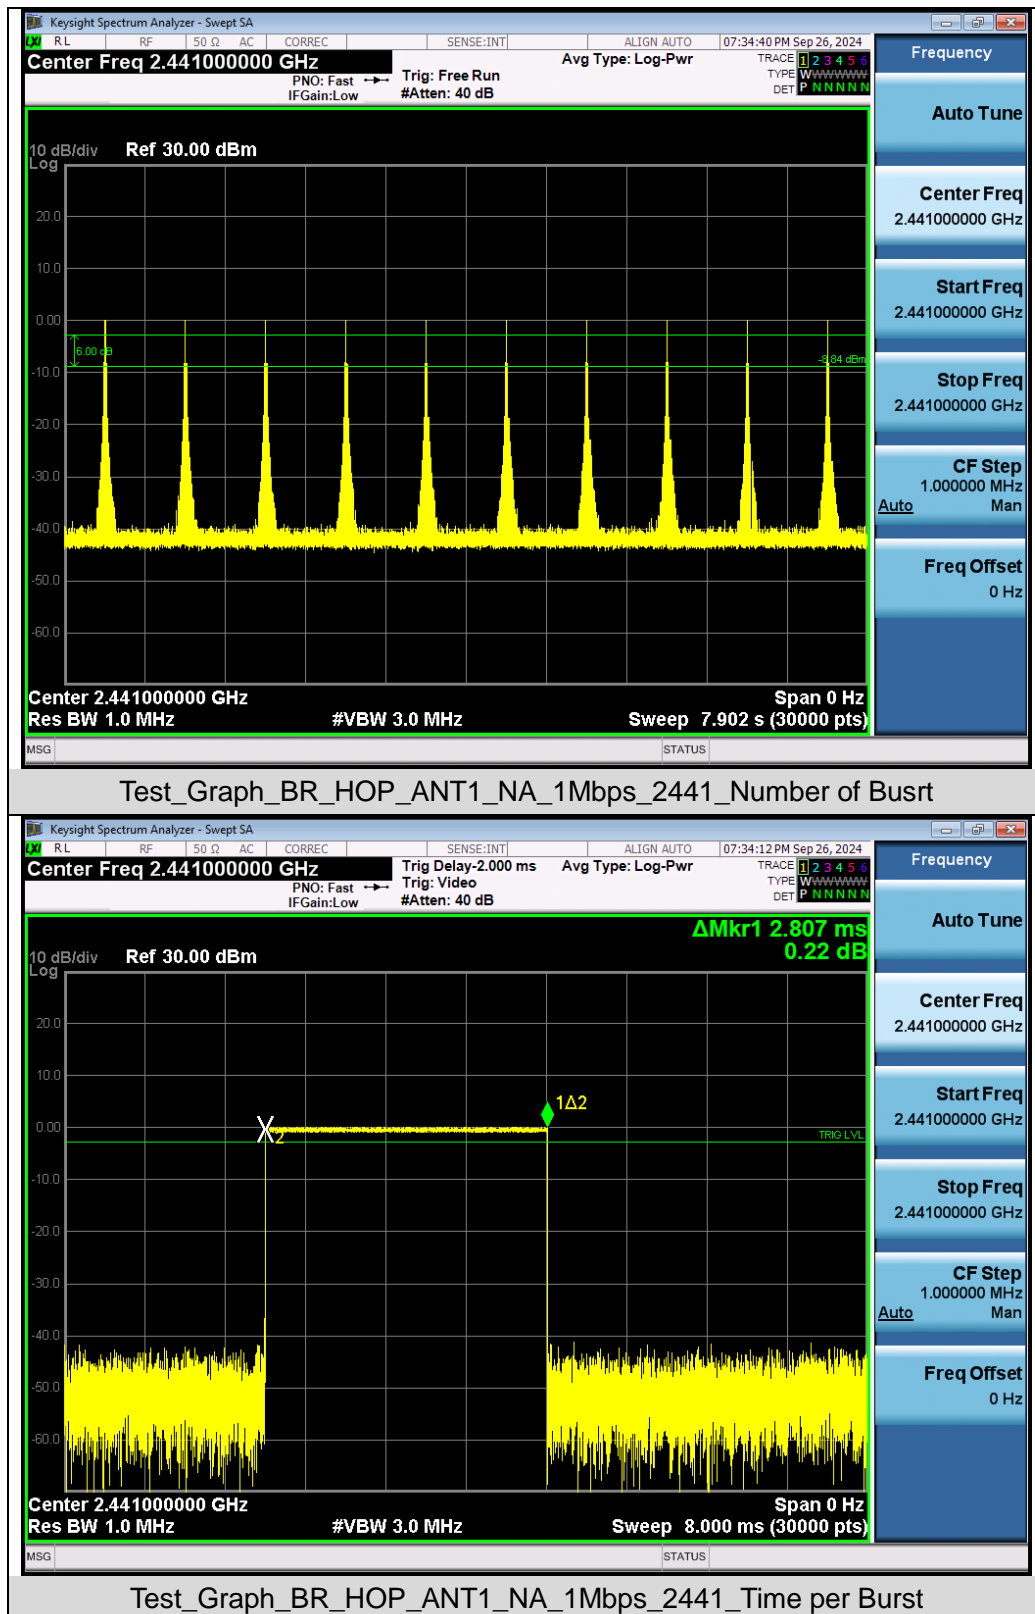 Keysight Spectrum Analyzer - Swept SA
LXI RL RF 50 Ω AC CORREC SENSE:INT ALIGN AUTO 07:34:40 PM Sep 26, 2024
Center Freq 2.441000000 GHz
Avg Type: Log-Pwr
TRACE 1 2 3 4 5 6
PNO: Fast
Trig: Free Run
TYPE WWWWWW
IFGain:Low
#Atten: 40 dB
DET P N N N N N
Frequency
Auto Tune
Center Freq
2.441000000 GHz
Start Freq
2.441000000 GHz
Stop Freq
2.441000000 GHz
CF Step
1.000000 MHz
Auto Man
Freq Offset
0 Hz
10 dB/div Ref 30.00 dBm
Log
20.0
10.0
0.00
6.00 dB
-8.84 dBm
-10.0
-20.0
-30.0
-40.0
-50.0
-60.0
Center 2.441000000 GHz Span 0 Hz
Res BW 1.0 MHz #VBW 3.0 MHz Sweep 7.902 s (30000 pts)
MSG STATUS
Test_Graph_BR_HOP_ANT1_NA_1Mbps_2441_Number of Busrt
Keysight Spectrum Analyzer - Swept SA
LXI RL RF 50 Ω AC CORREC SENSE:INT ALIGN AUTO 07:34:12 PM Sep 26, 2024
Center Freq 2.441000000 GHz
Trig Delay-2.000 ms
Avg Type: Log-Pwr
TRACE 1 2 3 4 5 6
PNO: Fast
Trig: Video
TYPE WWWWWW
IFGain:Low
#Atten: 40 dB
DET P N N N N N
Frequency
Auto Tune
Center Freq
2.441000000 GHz
Start Freq
2.441000000 GHz
Stop Freq
2.441000000 GHz
CF Step
1.000000 MHz
Auto Man
Freq Offset
0 Hz
ΔMkr1 2.807 ms
0.22 dB
10 dB/div Ref 30.00 dBm
Log
20.0
10.0
1Δ2
0.00
2
TRIG LVL
-10.0
-20.0
-30.0
-40.0
-50.0
-60.0
Center 2.441000000 GHz Span 0 Hz
Res BW 1.0 MHz #VBW 3.0 MHz Sweep 8.000 ms (30000 pts)
MSG STATUS
Test_Graph_BR_HOP_ANT1_NA_1Mbps_2441_Time per Burst